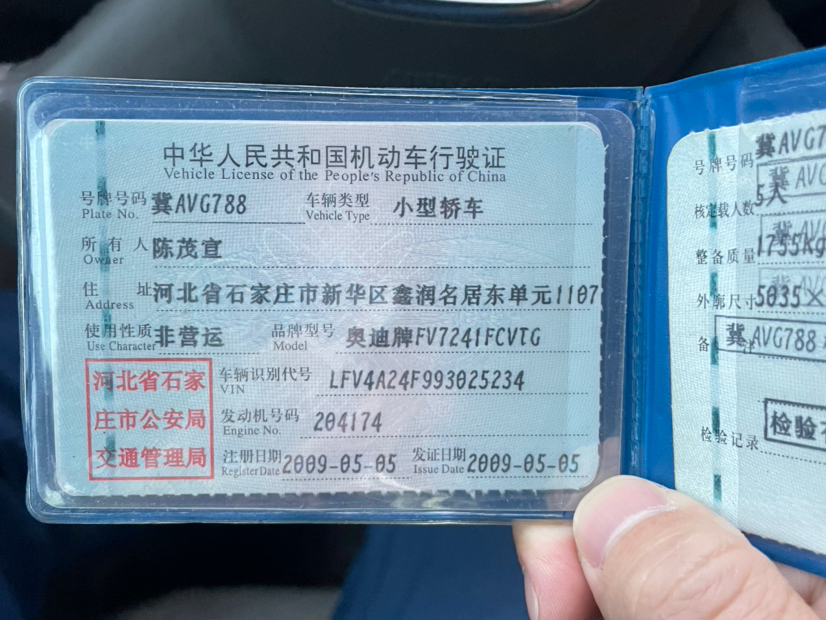 中华人民共和国机动车行驶证
Vehicle License of the People's Republic of China
号牌号码 冀AVG788 车辆类型 小型轿车
Plate No. Vehicle Type
所有人 陈茂宣
Owner
住址 河北省石家庄市新华区鑫润名居东单元1107
Address
使用性质 非营运 品牌型号 奥迪牌FV7241FCVTG
Use Character Model
河北省石家
庄市公安局
交通管理局
车辆识别代号 LFV4A24F993025234
VIN
发动机号码 204174
Engine No.
注册日期 2009-05-05 发证日期 2009-05-05
Register Date Issue Date
号牌号码 冀AVG7
核定载人数 5人
整备质量 1755kg
外廓尺寸 5035×
冀AVG788
检验记录
检验